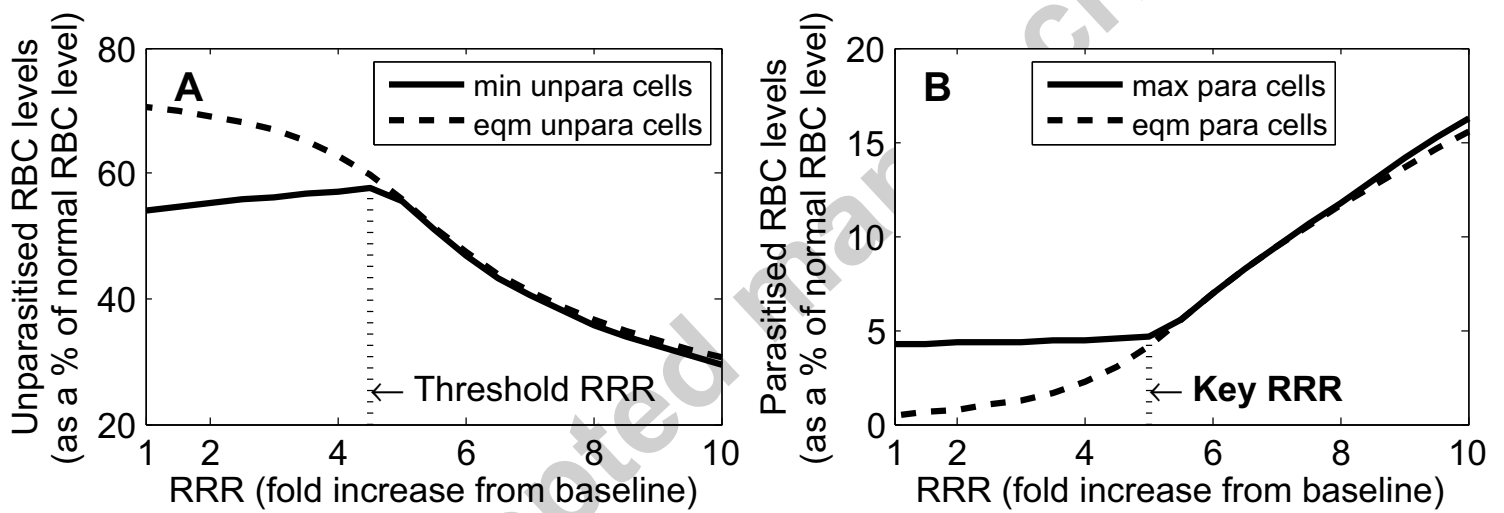 Unparasitised RBC levels
(as a % of normal RBC level)
80
60
40
20
A
min unpara cells
eqm unpara cells
← Threshold RRR
1 2 4 6 8 10
RRR (fold increase from baseline)
Parasitised RBC levels
(as a % of normal RBC level)
20
15
10
5
0
B
max para cells
eqm para cells
← Key RRR
1 2 4 6 8 10
RRR (fold increase from baseline)